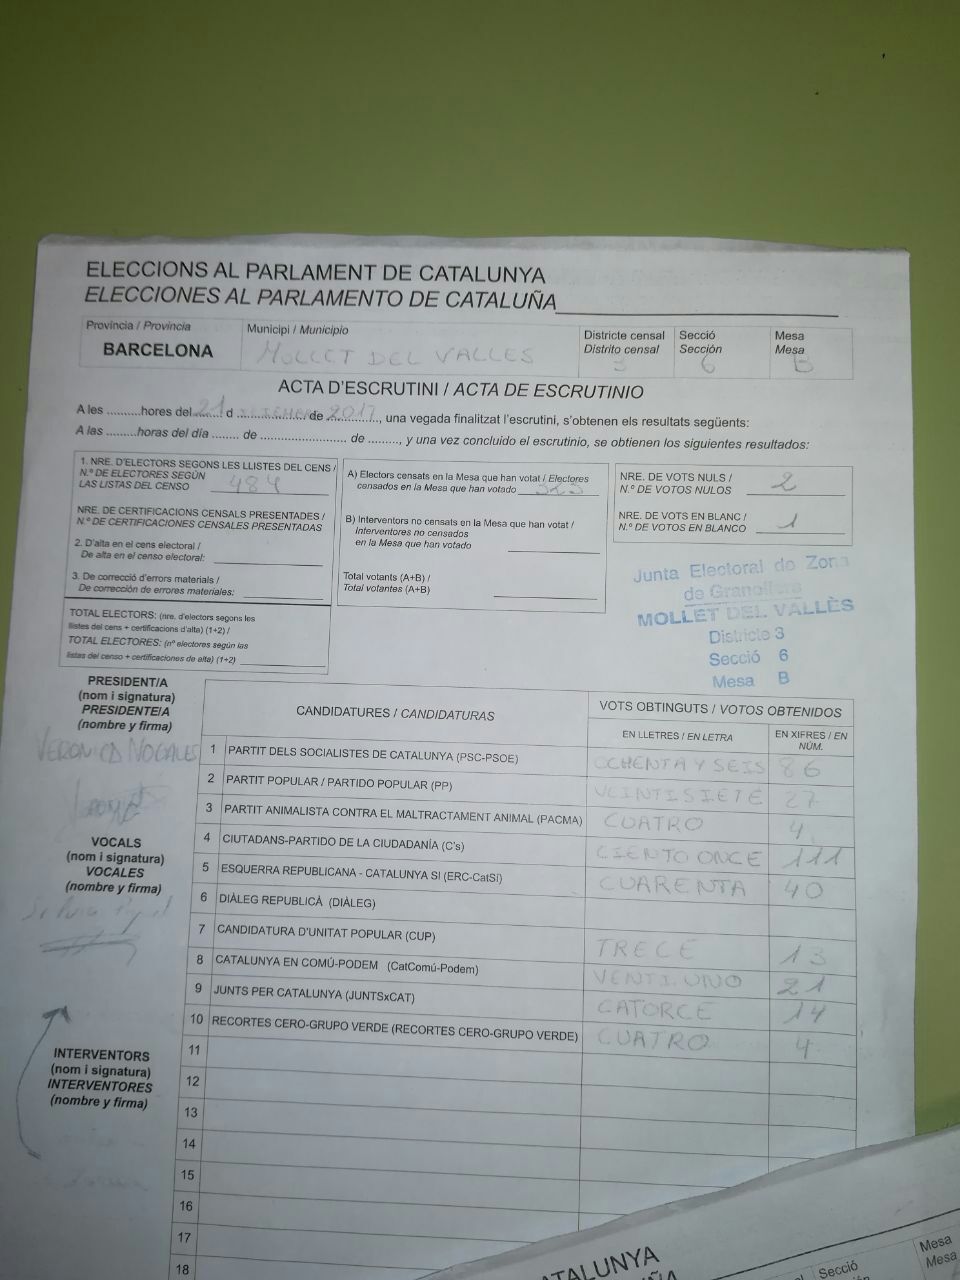 ELECCIONS AL PARLAMENT DE CATALUNYA
ELECCIONES AL PARLAMENTO DE CATALUÑA
Provincia / Provincia
BARCELONA
Municipi / Municipio
MOLLET DEL VALLES
Districte censal
Distrito censal
3
Secció
Sección
6
Mesa
Mesa
B
ACTA D'ESCRUTINI / ACTA DE ESCRUTINIO
A les ......... hores del 21 d ............ de 2017, una vegada finalitzat l'escrutini, s'obtenen els resultats següents:
A las ......... horas del día ........ de ........................ de ........., y una vez concluido el escrutinio, se obtienen los siguientes resultados:
1. NRE. D'ELECTORS SEGONS LES LLISTES DEL CENS /
N.º DE ELECTORES SEGÚN
LAS LISTAS DEL CENSO 484
NRE. DE CERTIFICACIONS CENSALS PRESENTADES /
N.º DE CERTIFICACIONES CENSALES PRESENTADAS
2. D'alta en el cens electoral /
De alta en el censo electoral:
3. De correcció d'errors materials /
De corrección de errores materiales:
TOTAL ELECTORS: (nre. d'electors segons les
llistes del cens + certificacions d'alta) (1+2) /
TOTAL ELECTORES: (nº electores según las
listas del censo + certificaciones de alta) (1+2)
A) Electors censats en la Mesa que han votat / Electores
censados en la Mesa que han votado 323
B) Interventors no censats en la Mesa que han votat /
Interventores no censados
en la Mesa que han votado
Total votants (A+B) /
Total votantes (A+B)
NRE. DE VOTS NULS /
N.º DE VOTOS NULOS 2
NRE. DE VOTS EN BLANC /
N.º DE VOTOS EN BLANCO 1
Junta Electoral de Zona
de Granollers
MOLLET DEL VALLÈS
Districte 3
Secció 6
Mesa B
PRESIDENT/A
(nom i signatura)
PRESIDENTE/A
(nombre y firma)
VERONICA NOGALES
VOCALS
(nom i signatura)
VOCALES
(nombre y firma)
INTERVENTORS
(nom i signatura)
INTERVENTORES
(nombre y firma)
CANDIDATURES / CANDIDATURAS
VOTS OBTINGUTS / VOTOS OBTENIDOS
EN LLETRES / EN LETRA
EN XIFRES / EN
NÚM.
1 PARTIT DELS SOCIALISTES DE CATALUNYA (PSC-PSOE) OCHENTA Y SEIS 86
2 PARTIT POPULAR / PARTIDO POPULAR (PP) VEINTISIETE 27
3 PARTIT ANIMALISTA CONTRA EL MALTRACTAMENT ANIMAL (PACMA) CUATRO 4
4 CIUTADANS-PARTIDO DE LA CIUDADANÍA (C's) CIENTO ONCE 111
5 ESQUERRA REPUBLICANA - CATALUNYA SI (ERC-CatSí) CUARENTA 40
6 DIÀLEG REPUBLICÀ (DIÀLEG)
7 CANDIDATURA D'UNITAT POPULAR (CUP) TRECE 13
8 CATALUNYA EN COMÚ-PODEM (CatComú-Podem) VENTIUNO 21
9 JUNTS PER CATALUNYA (JUNTSxCAT) CATORCE 14
10 RECORTES CERO-GRUPO VERDE (RECORTES CERO-GRUPO VERDE) CUATRO 4
11
12
13
14
15
16
17
18
CATALUNYA
Secció
Mesa
Mesa